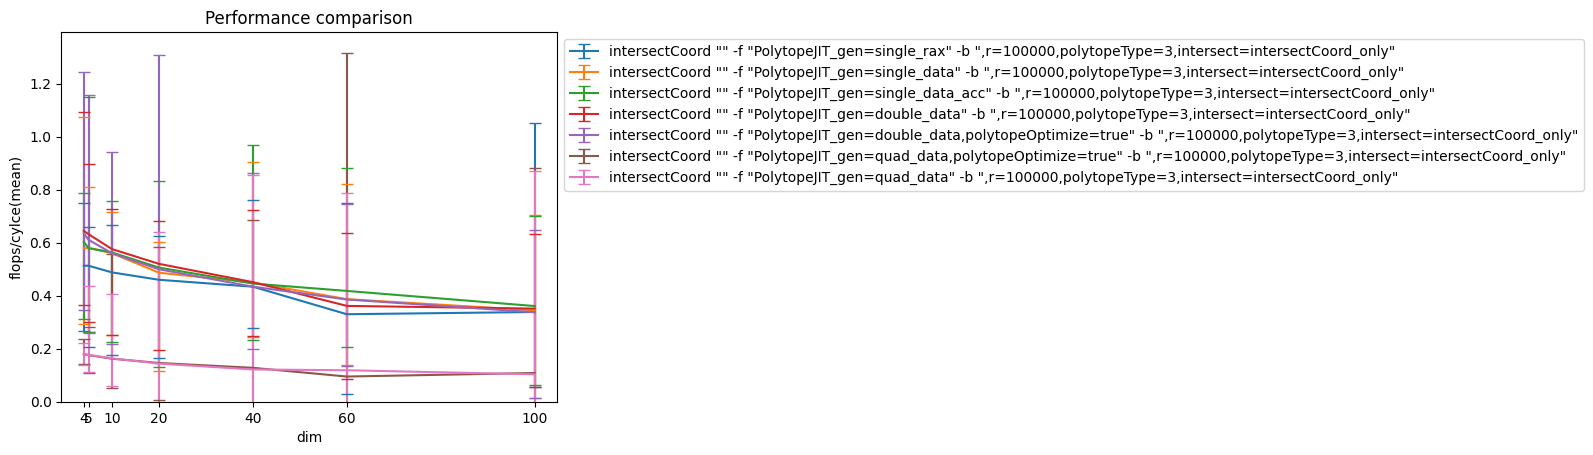 Performance comparison
flops/cylce(mean)
1.2
1.0
0.8
0.6
0.4
0.2
0.0
4 5 10 20 40 60 100
dim
intersectCoord "" -f "PolytopeJIT_gen=single_rax" -b ",r=100000,polytopeType=3,intersect=intersectCoord_only"
intersectCoord "" -f "PolytopeJIT_gen=single_data" -b ",r=100000,polytopeType=3,intersect=intersectCoord_only"
intersectCoord "" -f "PolytopeJIT_gen=single_data_acc" -b ",r=100000,polytopeType=3,intersect=intersectCoord_only"
intersectCoord "" -f "PolytopeJIT_gen=double_data" -b ",r=100000,polytopeType=3,intersect=intersectCoord_only"
intersectCoord "" -f "PolytopeJIT_gen=double_data,polytopeOptimize=true" -b ",r=100000,polytopeType=3,intersect=intersectCoord_only"
intersectCoord "" -f "PolytopeJIT_gen=quad_data,polytopeOptimize=true" -b ",r=100000,polytopeType=3,intersect=intersectCoord_only"
intersectCoord "" -f "PolytopeJIT_gen=quad_data" -b ",r=100000,polytopeType=3,intersect=intersectCoord_only"